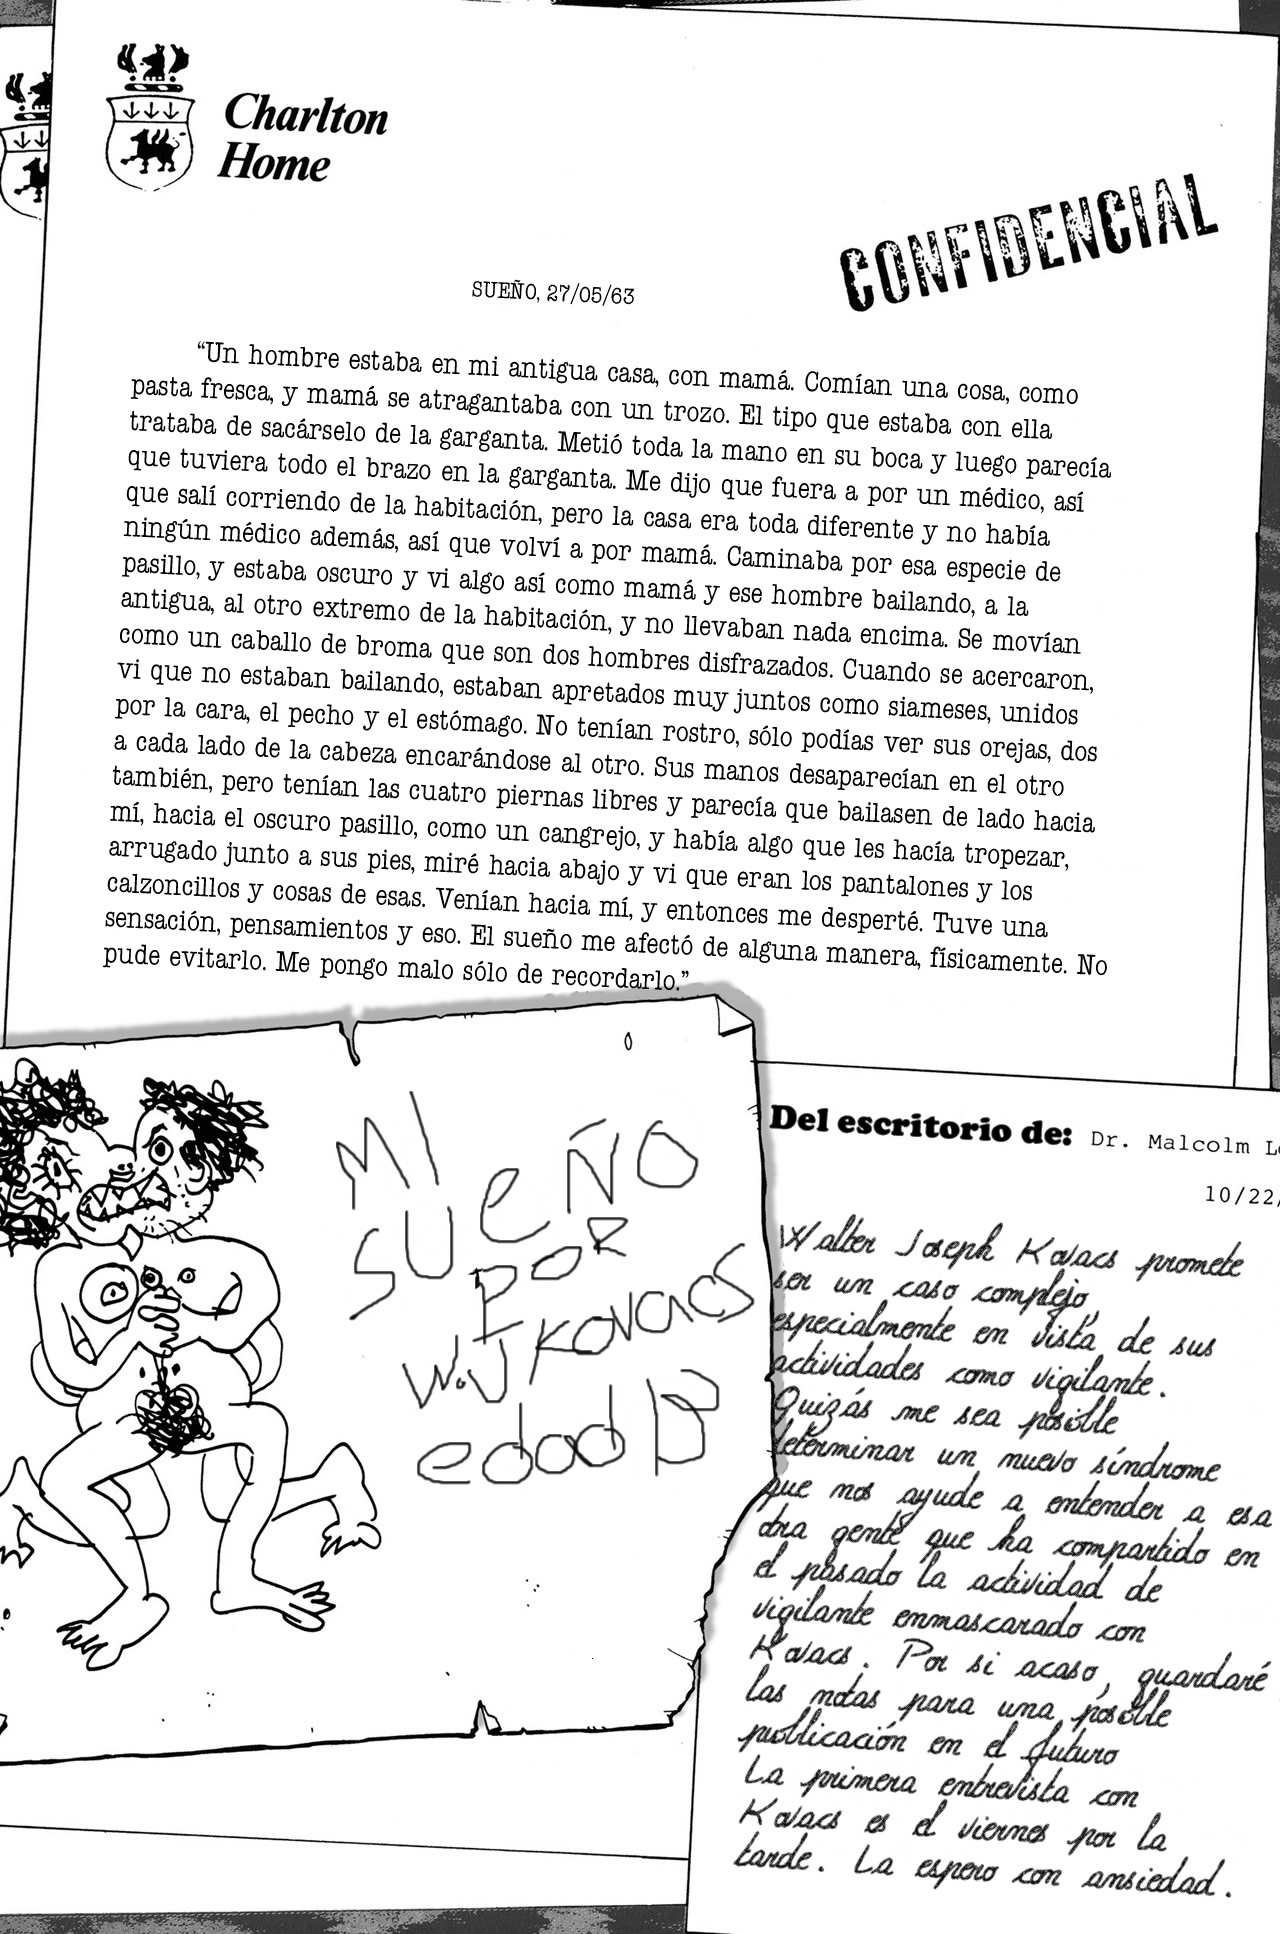 Charlton
Home
CONFIDENCIAL
SUEÑO, 27/05/63
“Un hombre estaba en mi antigua casa, con mamá. Comían una cosa, como
pasta fresca, y mamá se atragantaba con un trozo. El tipo que estaba con ella
trataba de sacárselo de la garganta. Metió toda la mano en su boca y luego parecía
que tuviera todo el brazo en la garganta. Me dijo que fuera a por un médico, así
que salí corriendo de la habitación, pero la casa era toda diferente y no había
ningún médico además, así que volví a por mamá. Caminaba por esa especie de
pasillo, y estaba oscuro y vi algo así como mamá y ese hombre bailando, a la
antigua, al otro extremo de la habitación, y no llevaban nada encima. Se movían
como un caballo de broma que son dos hombres disfrazados. Cuando se acercaron,
vi que no estaban bailando, estaban apretados muy juntos como siameses, unidos
por la cara, el pecho y el estómago. No tenían rostro, sólo podías ver sus orejas, dos
a cada lado de la cabeza encarándose al otro. Sus manos desaparecían en el otro
también, pero tenían las cuatro piernas libres y parecía que bailasen de lado hacia
mí, hacia el oscuro pasillo, como un cangrejo, y había algo que les hacía tropezar,
arrugado junto a sus pies, miré hacia abajo y vi que eran los pantalones y los
calzoncillos y cosas de esas. Venían hacia mí, y entonces me desperté. Tuve una
sensación, pensamientos y eso. El sueño me afectó de alguna manera, físicamente. No
pude evitarlo. Me pongo malo sólo de recordarlo.”
MI
SUeÑO
POR
W.J KOvacS
edad 13
Del escritorio de: Dr. Malcolm
10/22/
Walter Joseph Kovacs promete
ser un caso complejo,
especialmente en vista de sus
actividades como vigilante.
Quizás me sea posible
determinar un nuevo síndrome
que nos ayude a entender a esa
otra gente que ha compartido en
el pasado la actividad de
vigilante enmascarado con
Kovacs. Por si acaso, guardaré
las notas para una posible
publicación en el futuro
La primera entrevista con
Kovacs es el viernes por la
tarde. La espero con ansiedad.